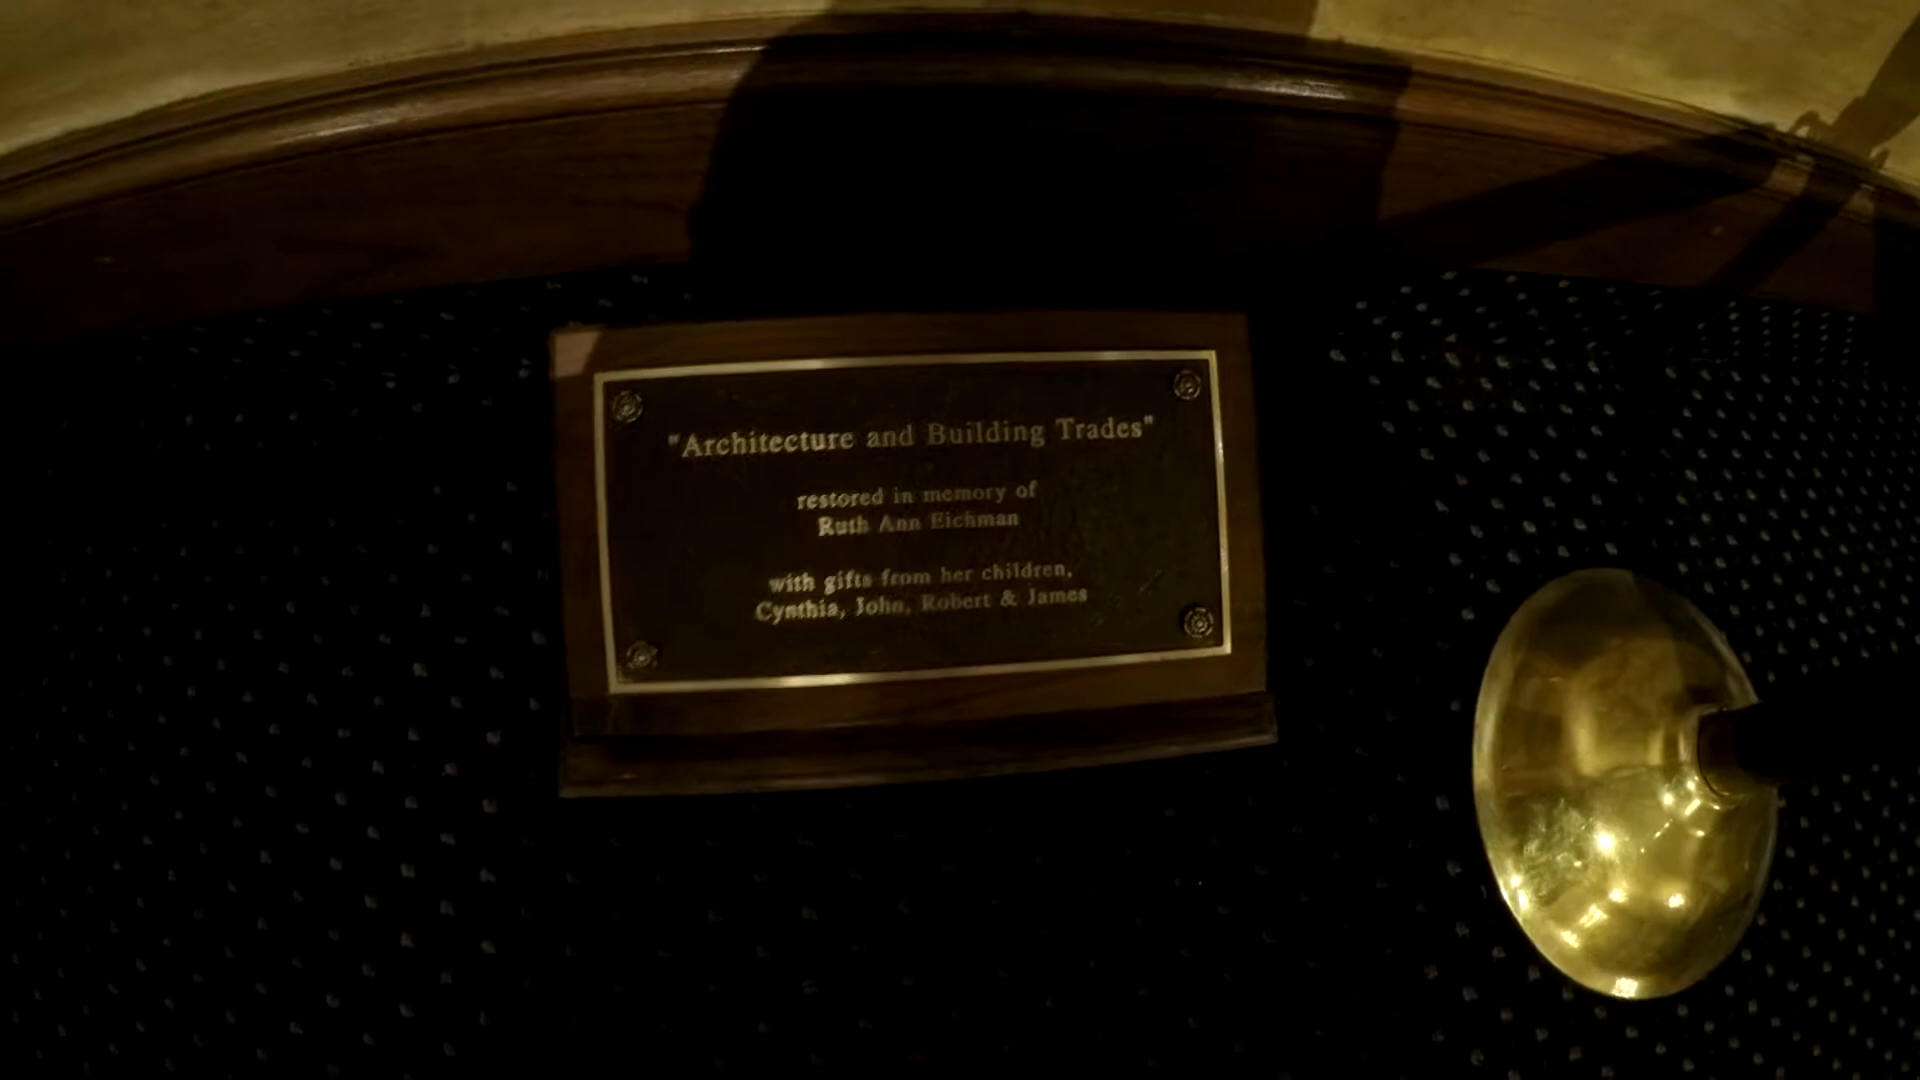 "Architecture and Building Trades"
restored in memory of
Ruth Ann Eichman
with gifts from her children,
Cynthia, John, Robert & James